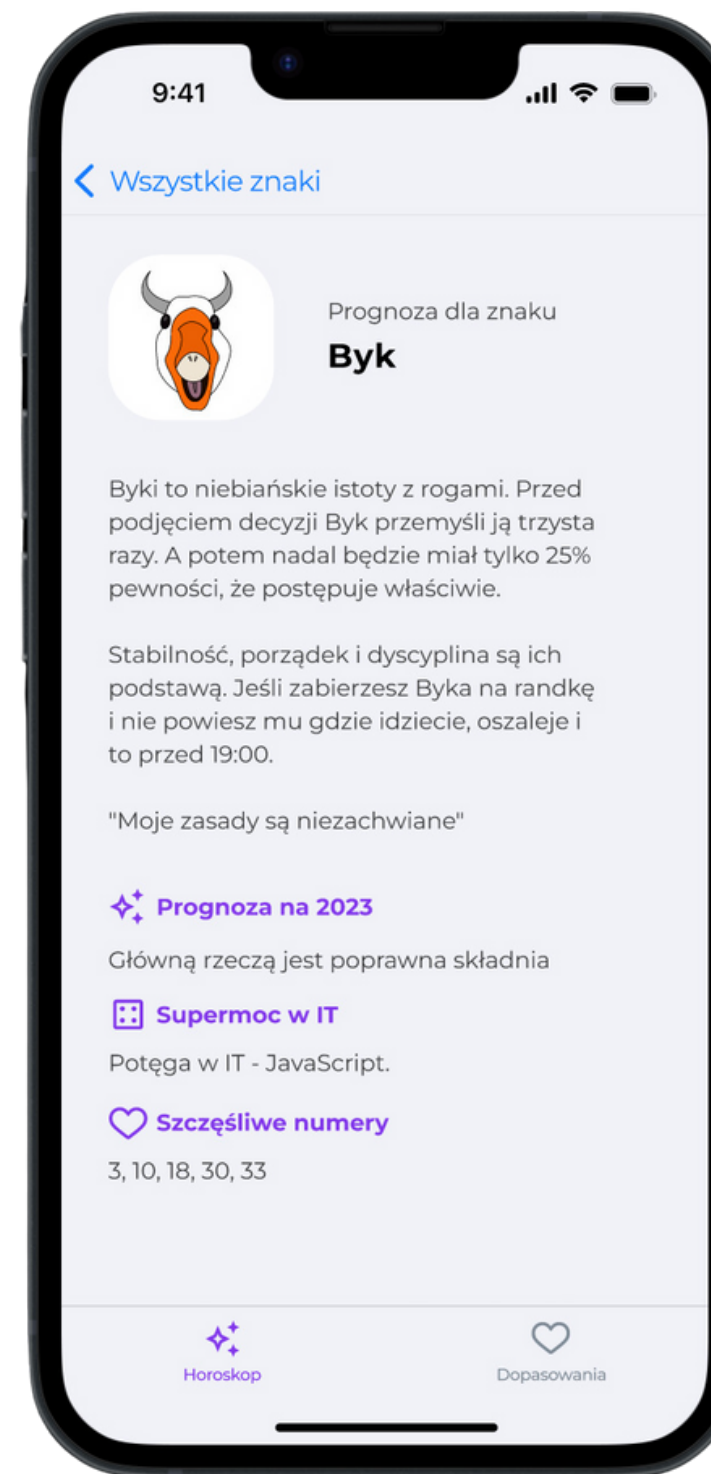 9:41
Wszystkie znaki
Prognoza dla znaku
Byk
Byki to niebiańskie istoty z rogami. Przed
podjęciem decyzji Byk przemyśli ją trzysta
razy. A potem nadal będzie miał tylko 25%
pewności, że postępuje właściwie.
Stabilność, porządek i dyscyplina są ich
podstawą. Jeśli zabierzesz Byka na randkę
i nie powiesz mu gdzie idziecie, oszaleje i
to przed 19:00.
"Moje zasady są niezachwiane"
Prognoza na 2023
Główną rzeczą jest poprawna składnia
Supermoc w IT
Potęga w IT - JavaScript.
Szczęśliwe numery
3, 10, 18, 30, 33
Horoskop
Dopasowania